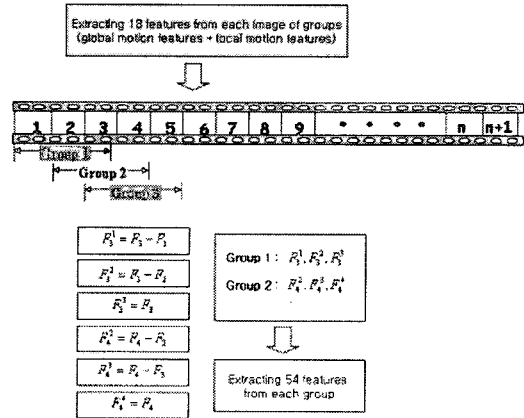 Extracting 18 features from each image of groups
(global motion features + local motion features)
1 2 3 4 5 6 7 8 9 • • • • n n+1
Group 1
Group 2
Group 3
F_3^1 = F_3 - F_1
F_3^2 = F_3 - F_2
F_3^3 = F_3
F_4^2 = F_4 - F_2
F_4^3 = F_4 - F_3
F_4^4 = F_4
Group 1 : F_3^1, F_3^2, F_3^3
Group 2 : F_4^2, F_4^3, F_4^4
Extracting 54 features
from each group